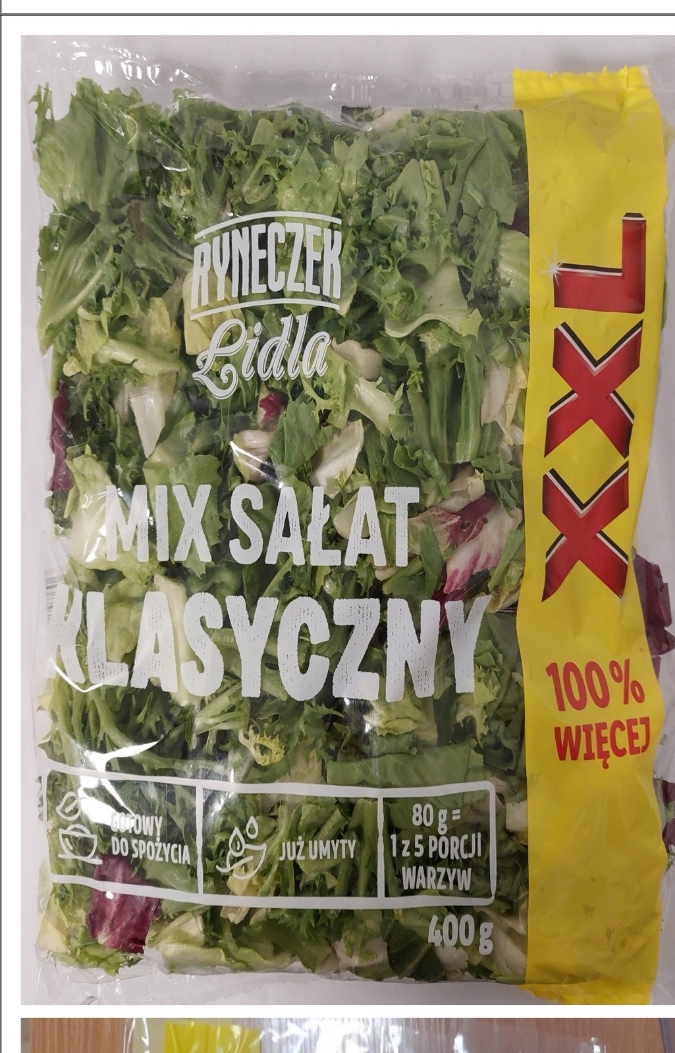 RYNECZEK
Lidla
MIX SAŁAT
KLASYCZNY
GOTOWY
DO SPOŻYCIA
JUŻ UMYTY
80 g =
1 z 5 PORCJI
WARZYW
400 g
XXL
100%
WIĘCEJ